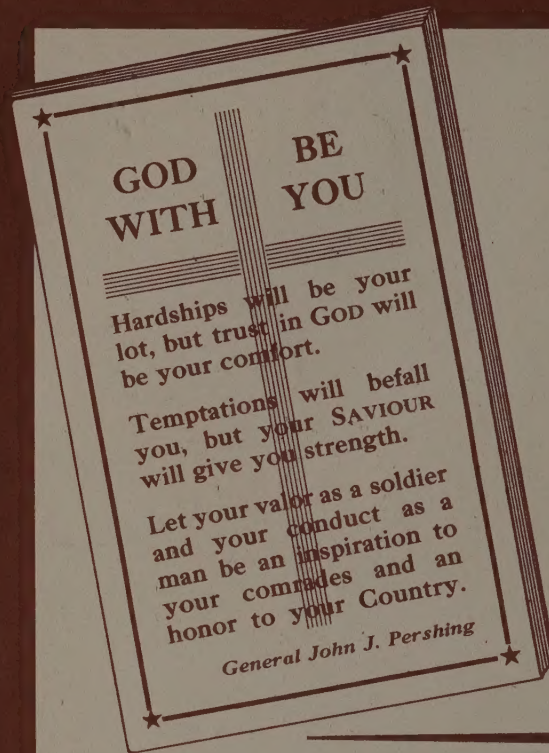 GOD BE
WITH YOU
Hardships will be your
lot, but trust in GOD will
be your comfort.
Temptations will befall
you, but your SAVIOUR
will give you strength.
Let your valor as a soldier
and your conduct as a
man be an inspiration to
your comrades and an
honor to your Country.
General John J. Pershing